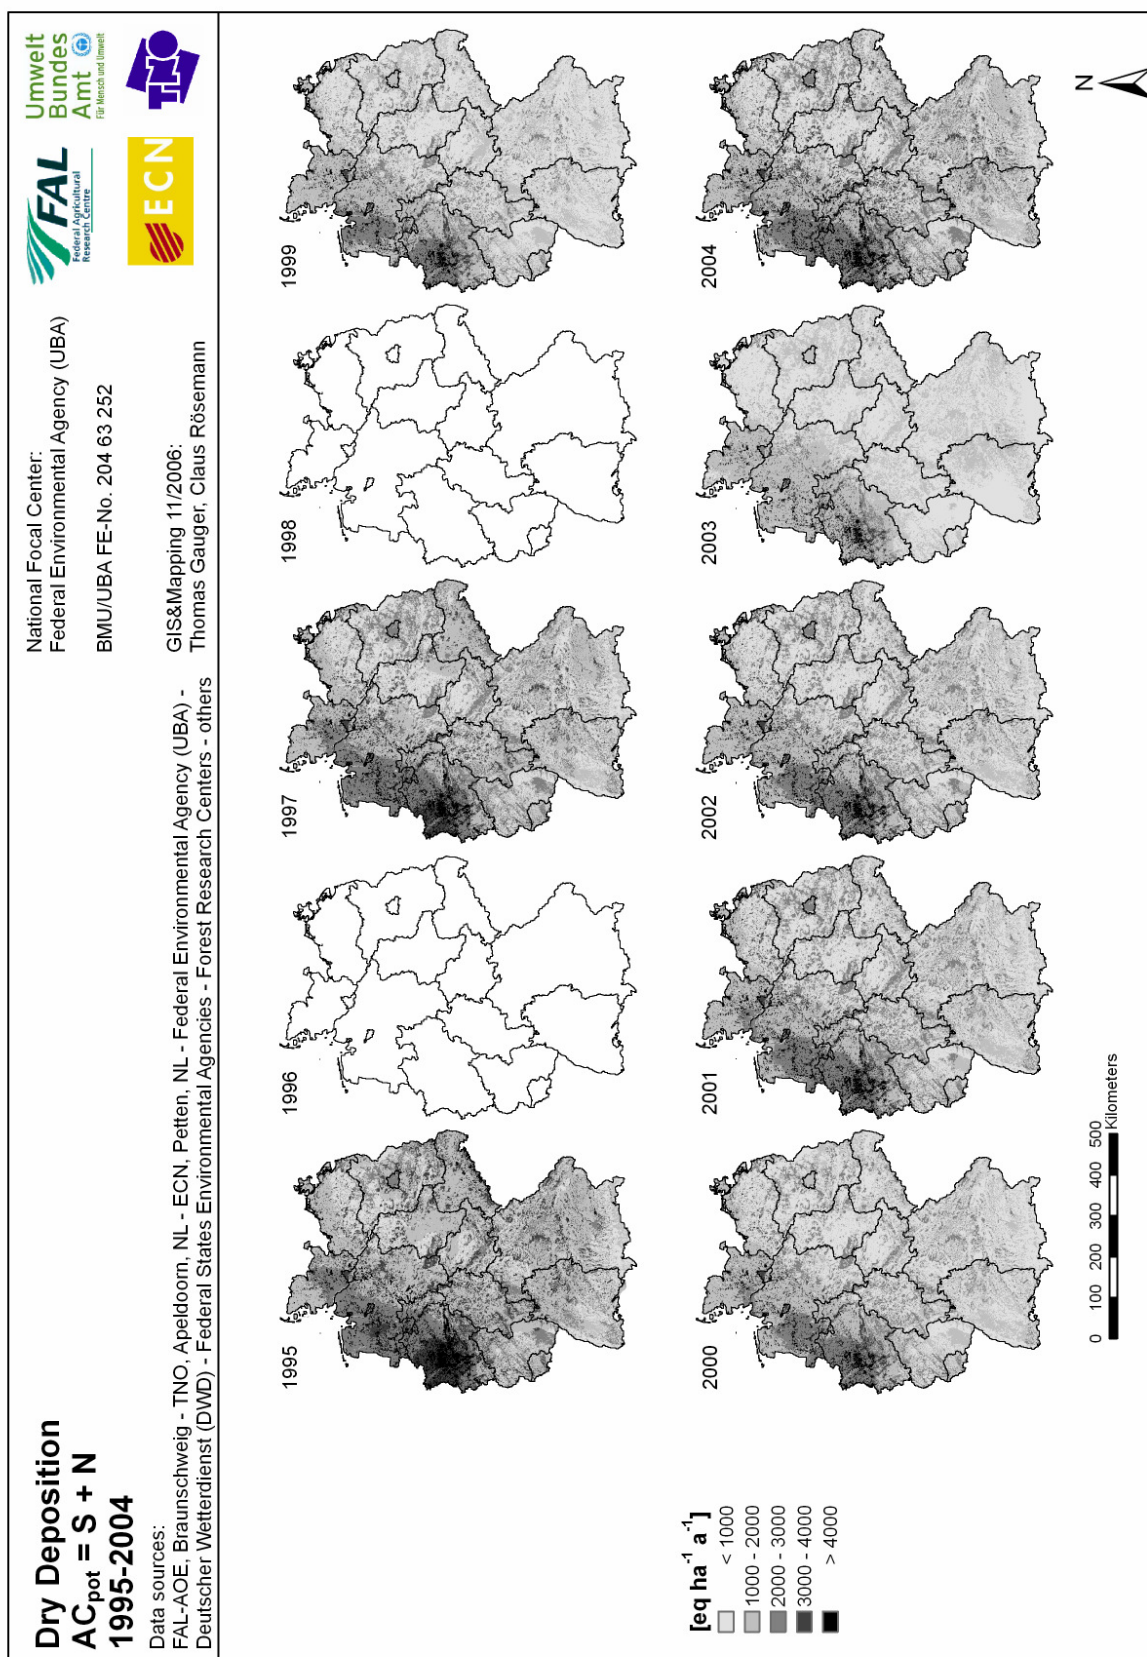 Dry Deposition
ACpot = S + N
1995-2004
Data sources:
FAL-AOE, Braunschweig - TNO, Apeldoorn, NL - ECN, Petten, NL - Federal Environmental Agency (UBA) -
Deutscher Wetterdienst (DWD) - Federal States Environmental Agencies - Forest Research Centers - others
National Focal Center:
Federal Environmental Agency (UBA)
BMU/UBA FE-No. 204 63 252
GIS&Mapping 11/2006:
Thomas Gauger, Claus Rösemann
FAL
Federal Agricultural
Research Centre
Umwelt
Bundes
Amt
Für Mensch und Umwelt
ECN
TNO
1995
1996
1997
1998
1999
2000
2001
2002
2003
2004
[eq ha-1 a-1]
< 1000
1000 - 2000
2000 - 3000
3000 - 4000
> 4000
0 100 200 300 400 500
Kilometers
N